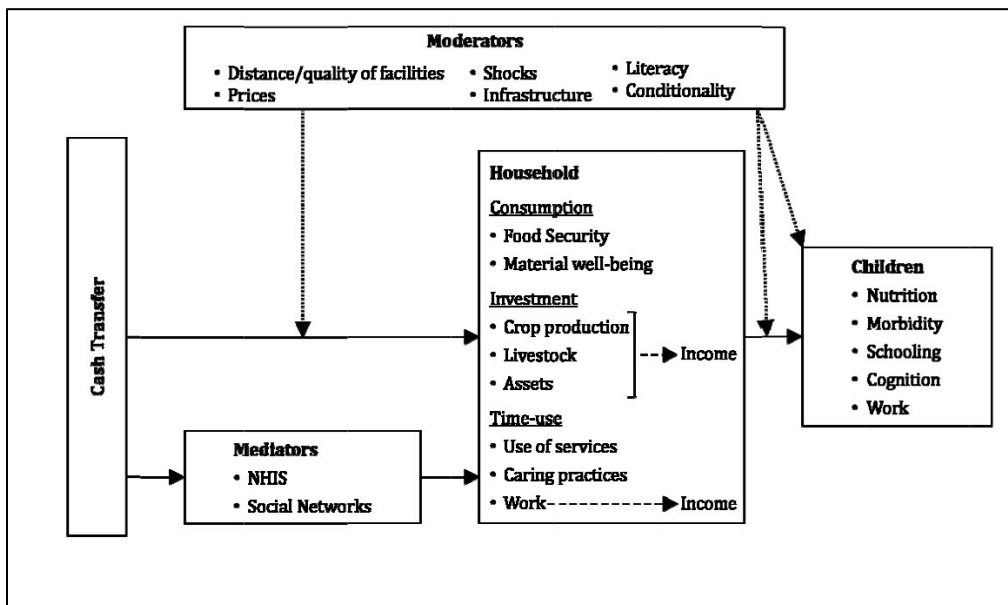 Moderators
• Distance/quality of facilities
• Prices
• Shocks
• Infrastructure
• Literacy
• Conditionality
Cash Transfer
Mediators
• NHIS
• Social Networks
Household
Consumption
• Food Security
• Material well-being
Investment
• Crop production
• Livestock
• Assets
Income
Time-use
• Use of services
• Caring practices
• Work
Income
Children
• Nutrition
• Morbidity
• Schooling
• Cognition
• Work